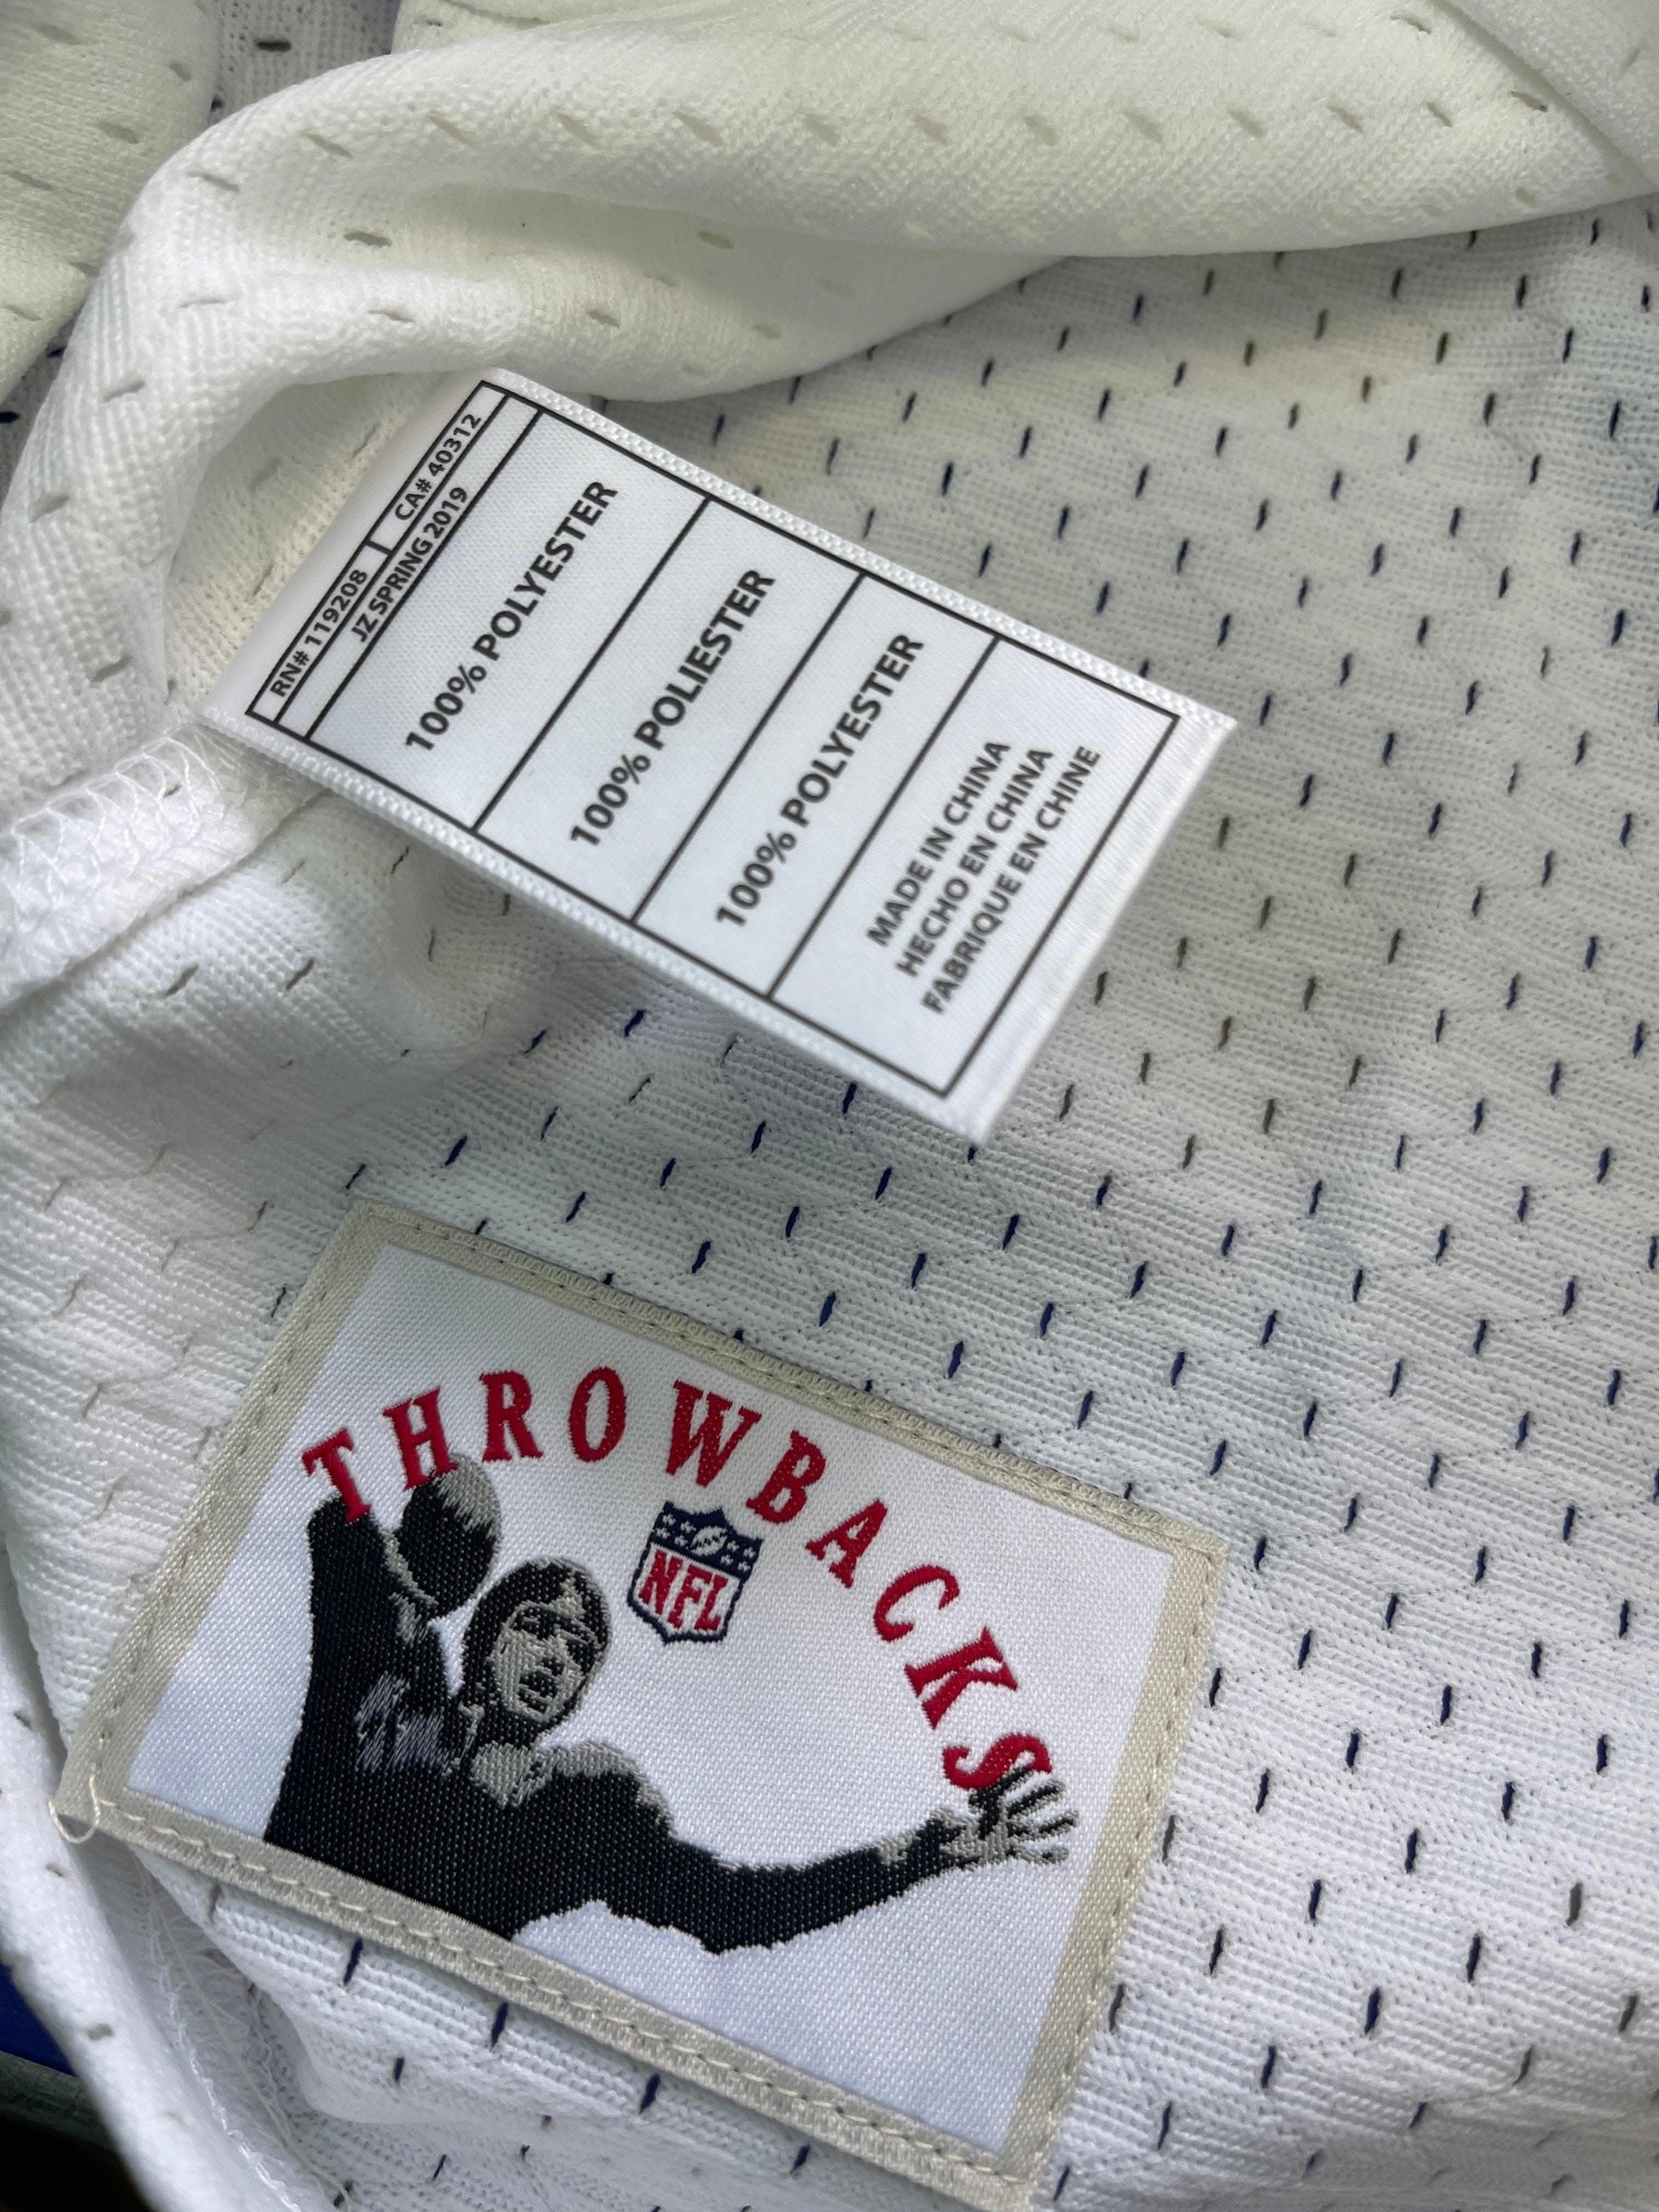 RN# 119208 CA# 40312
JZ SPRING 2019
100% POLYESTER
100% POLIESTER
100% POLYESTER
MADE IN CHINA
HECHO EN CHINA
FABRIQUE EN CHINE
THROWBACKS
NFL